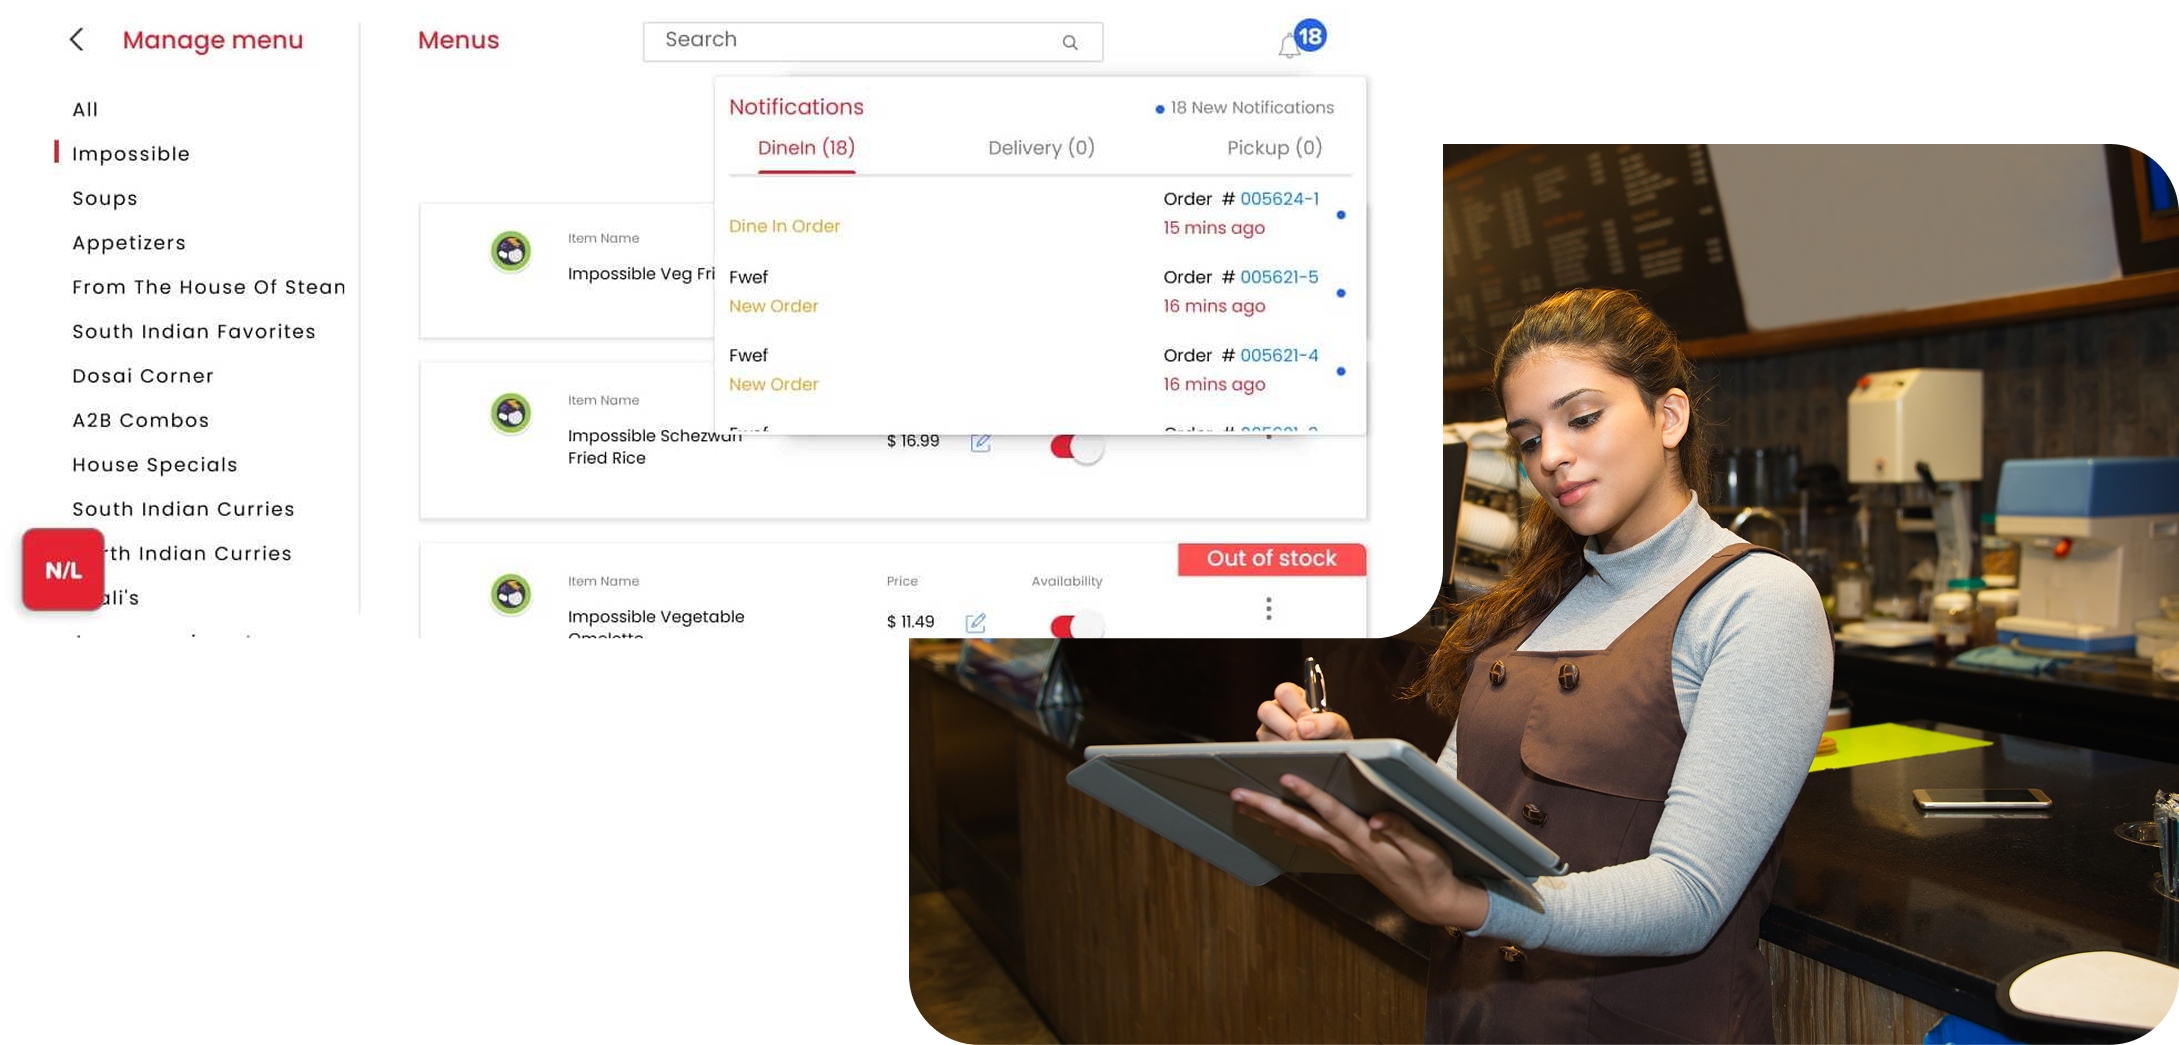 Manage menu
All
Impossible
Soups
Appetizers
From The House Of Stean
South Indian Favorites
Dosai Corner
A2B Combos
House Specials
South Indian Curries
rth Indian Curries
ali's
N/L
Menus
Search
18
Notifications
18 New Notifications
DineIn (18)
Delivery (0)
Pickup (0)
Dine In Order
Order # 005624-1
15 mins ago
Fwef
Order # 005621-5
New Order
16 mins ago
Fwef
Order # 005621-4
New Order
16 mins ago
Item Name
Impossible Veg Fri
Item Name
Impossible Schezwan
Fried Rice
$ 16.99
Out of stock
Item Name
Price
Availability
Impossible Vegetable
$ 11.49